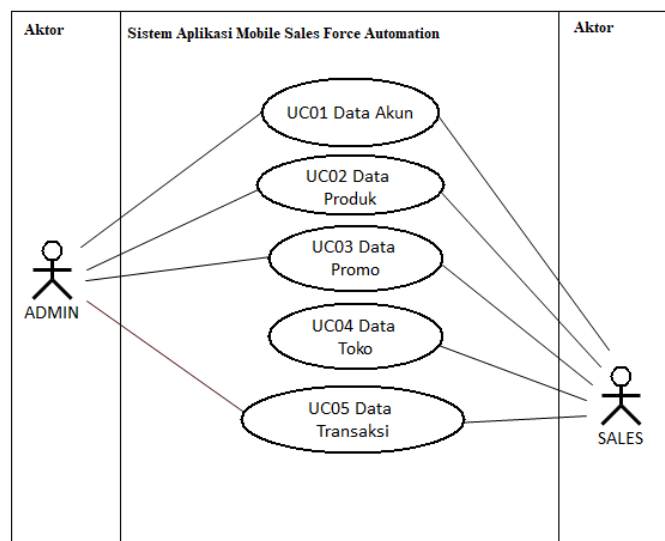 Aktor
Sistem Aplikasi Mobile Sales Force Automation
Aktor
UC01 Data Akun
UC02 Data
Produk
UC03 Data
Promo
ADMIN
UC04 Data
Toko
UC05 Data
Transaksi
SALES